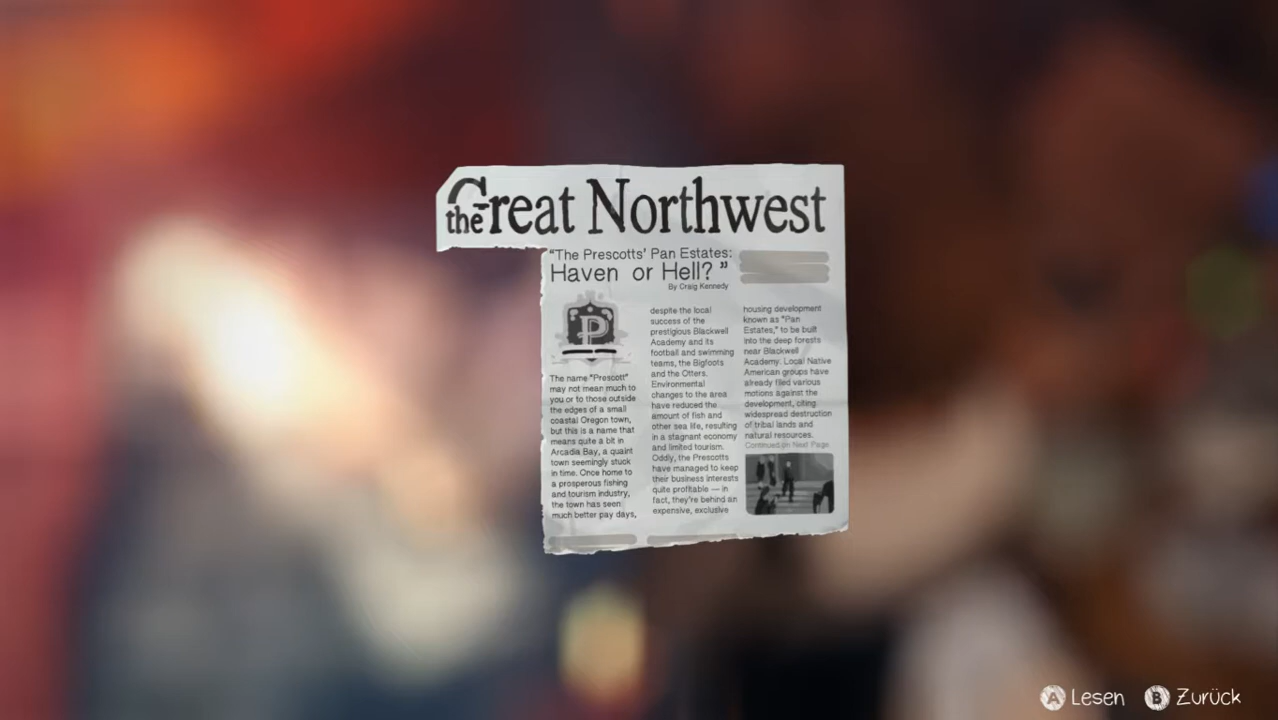 the Great Northwest
"The Prescotts' Pan Estates:
Haven or Hell?"
By Craig Kennedy
P
The name "Prescott"
may not mean much to
you or to those outside
the edges of a small
coastal Oregon town,
but this is a name that
means quite a bit in
Arcadia Bay, a quaint
town seemingly stuck
in time. Once home to
a prosperous fishing
and tourism industry,
the town has seen
much better pay days,
despite the local
success of the
prestigious Blackwell
Academy and its
football and swimming
teams, the Bigfoots
and the Otters.
Environmental
changes to the area
have reduced the
amount of fish and
other sea life, resulting
in a stagnant economy
and limited tourism.
Oddly, the Prescotts
have managed to keep
their business interests
quite profitable — in
fact, they're behind an
expensive, exclusive
housing development
known as "Pan
Estates," to be built
into the deep forests
near Blackwell
Academy. Local Native
American groups have
already filed various
motions against the
development, citing
widespread destruction
of tribal lands and
natural resources.
Continued on Next Page
A Lesen B Zurück